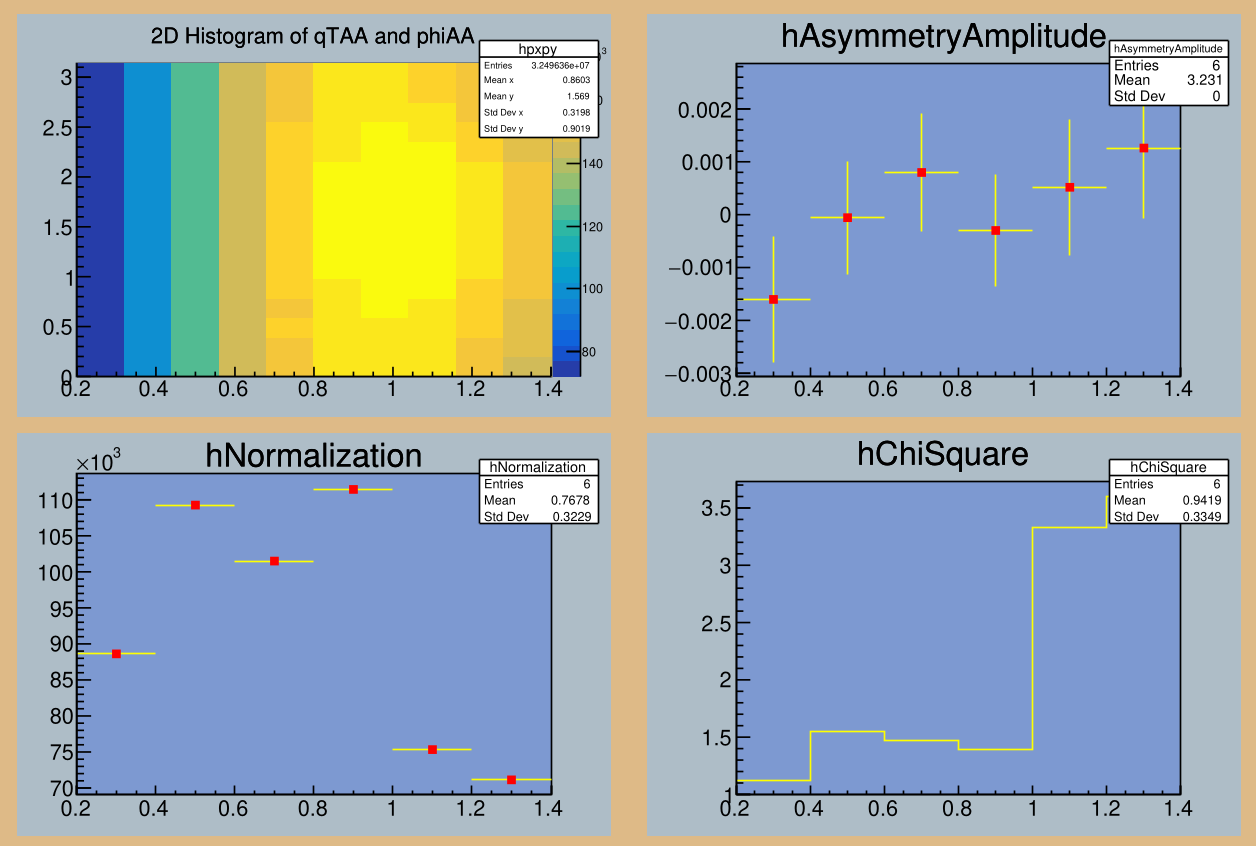 2D Histogram of qTAA and phiAA
hpxpy
Entries 3.249636e+07
Mean x 0.8603
Mean y 1.569
Std Dev x 0.3198
Std Dev y 0.9019
3
2.5
2
1.5
1
0.5
0
0.2 0.4 0.6 0.8 1 1.2 1.4
140
120
100
80
hAsymmetryAmplitude
hAsymmetryAmplitude
Entries 6
Mean 3.231
Std Dev 0
0.002
0.001
0
−0.001
−0.002
−0.003
0.2 0.4 0.6 0.8 1 1.2 1.4
hNormalization
×10³
hNormalization
Entries 6
Mean 0.7678
Std Dev 0.3229
110
105
100
95
90
85
80
75
70
0.2 0.4 0.6 0.8 1 1.2 1.4
hChiSquare
hChiSquare
Entries 6
Mean 0.9419
Std Dev 0.3349
3.5
3
2.5
2
1.5
1
0.2 0.4 0.6 0.8 1 1.2 1.4